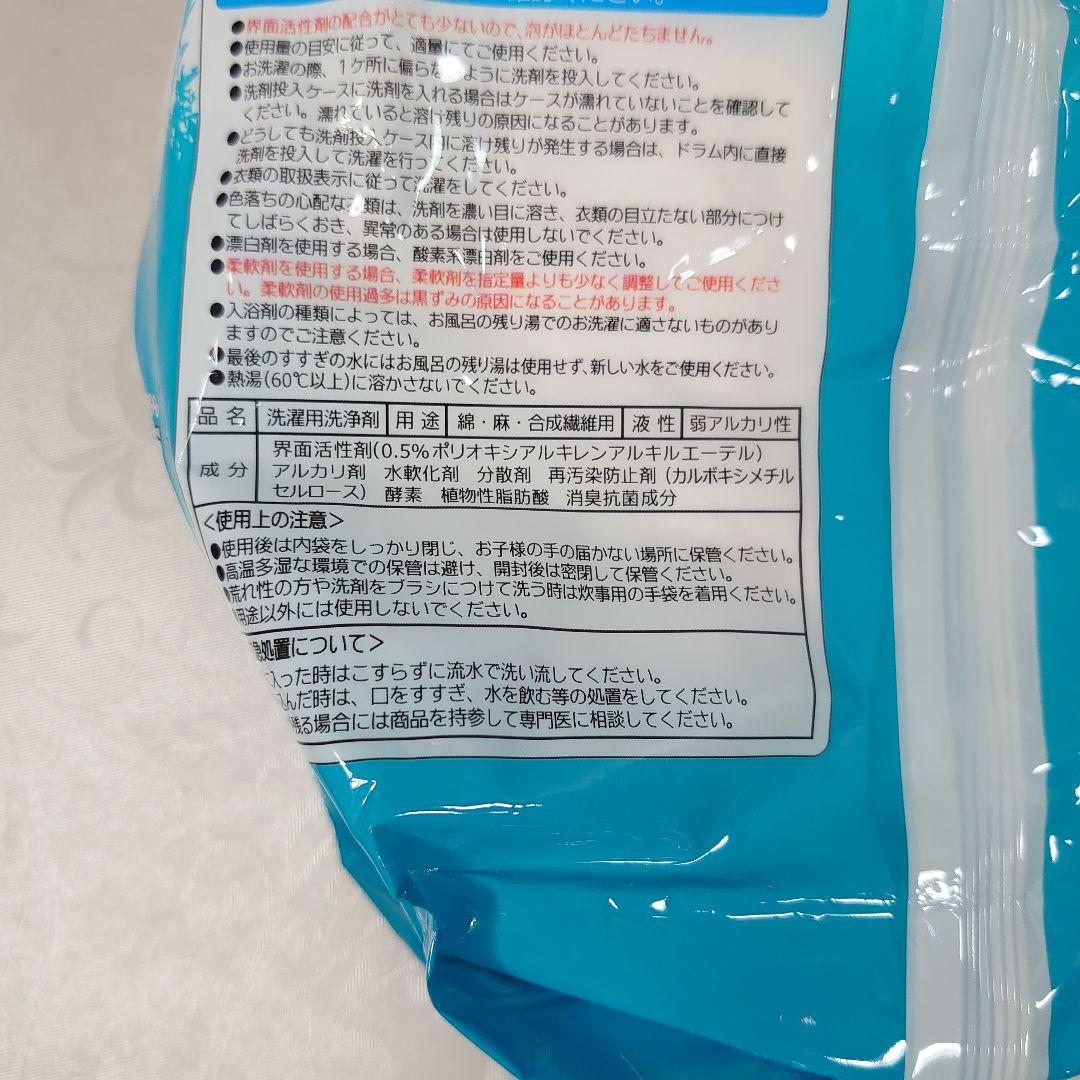 ください。
●界面活性剤の配合がとても少ないので、泡がほとんどたちません。
●使用量の目安に従って、適量にてご使用ください。
●お洗濯の際、1ケ所に偏らないように洗剤を投入してください。
●洗剤投入ケースに洗剤を入れる場合はケースが濡れていないことを確認して
ください。濡れていると溶け残りの原因になることがあります。
●どうしても洗剤投入ケース内に溶け残りが発生する場合は、ドラム内に直接
洗剤を投入して洗濯を行ってください。
●衣類の取扱表示に従って洗濯をしてください。
●色落ちの心配な衣類は、洗剤を濃い目に溶き、衣類の目立たない部分につけ
てしばらくおき、異常のある場合は使用しないでください。
●漂白剤を使用する場合、酸素系漂白剤をご使用ください。
●柔軟剤を使用する場合、柔軟剤を指定量よりも少なく調整してご使用くださ
い。柔軟剤の使用過多は黒ずみの原因になることがあります。
●入浴剤の種類によっては、お風呂の残り湯でのお洗濯に適さないものがあり
ますのでご注意ください。
●最後のすすぎの水にはお風呂の残り湯は使用せず、新しい水をご使用ください。
●熱湯(60℃以上)に溶かさないでください。
品名 洗濯用洗浄剤 用途 綿・麻・合成繊維用 液性 弱アルカリ性
成分 界面活性剤(0.5%ポリオキシアルキレンアルキルエーテル)
アルカリ剤 水軟化剤 分散剤 再汚染防止剤(カルボキシメチル
セルロース) 酵素 植物性脂肪酸 消臭抗菌成分
<使用上の注意>
●使用後は内袋をしっかり閉じ、お子様の手の届かない場所に保管ください。
●高温多湿な環境での保管は避け、開封後は密閉して保管ください。
荒れ性の方や洗剤をブラシにつけて洗う時は炊事用の手袋を着用ください。
用途以外には使用しないでください。
急処置について>
入った時はこすらずに流水で洗い流してください。
込んだ時は、口をすすぎ、水を飲む等の処置をしてください。
残る場合には商品を持参して専門医に相談してください。